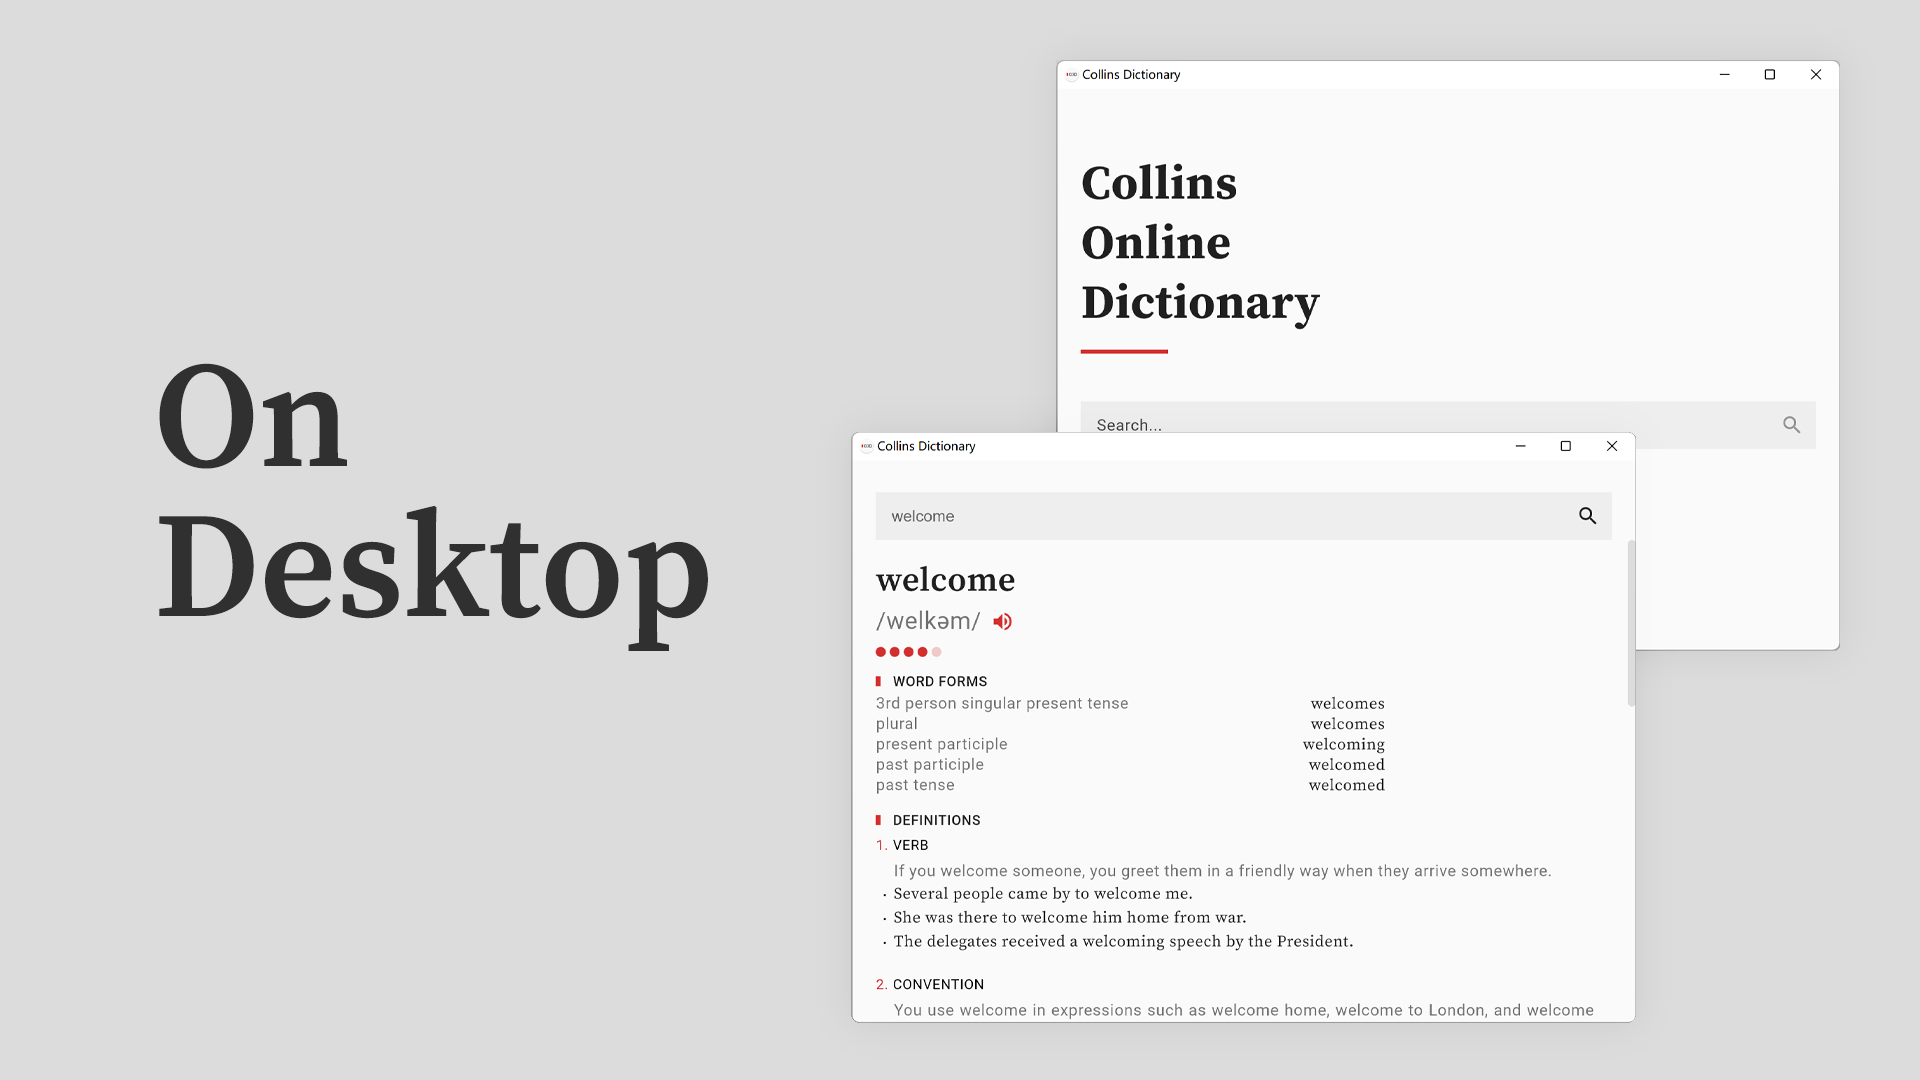 On
Desktop
Collins Dictionary
Collins
Online
Dictionary
Search...
Collins Dictionary
welcome
welcome
/welkəm/
WORD FORMS
3rd person singular present tense welcomes
plural welcomes
present participle welcoming
past participle welcomed
past tense welcomed
DEFINITIONS
1. VERB
If you welcome someone, you greet them in a friendly way when they arrive somewhere.
· Several people came by to welcome me.
· She was there to welcome him home from war.
· The delegates received a welcoming speech by the President.
2. CONVENTION
You use welcome in expressions such as welcome home, welcome to London, and welcome